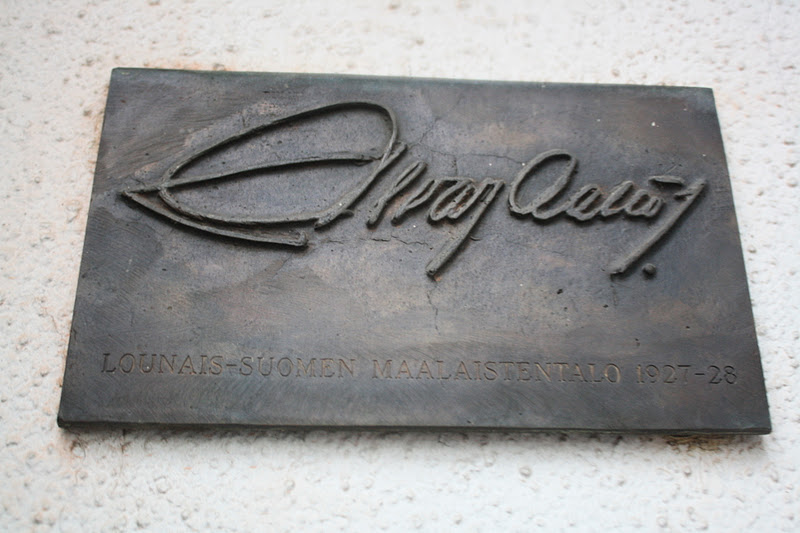 Alvar Aalto
LOUNAIS-SUOMEN MAALAISTENTALO 1927-28